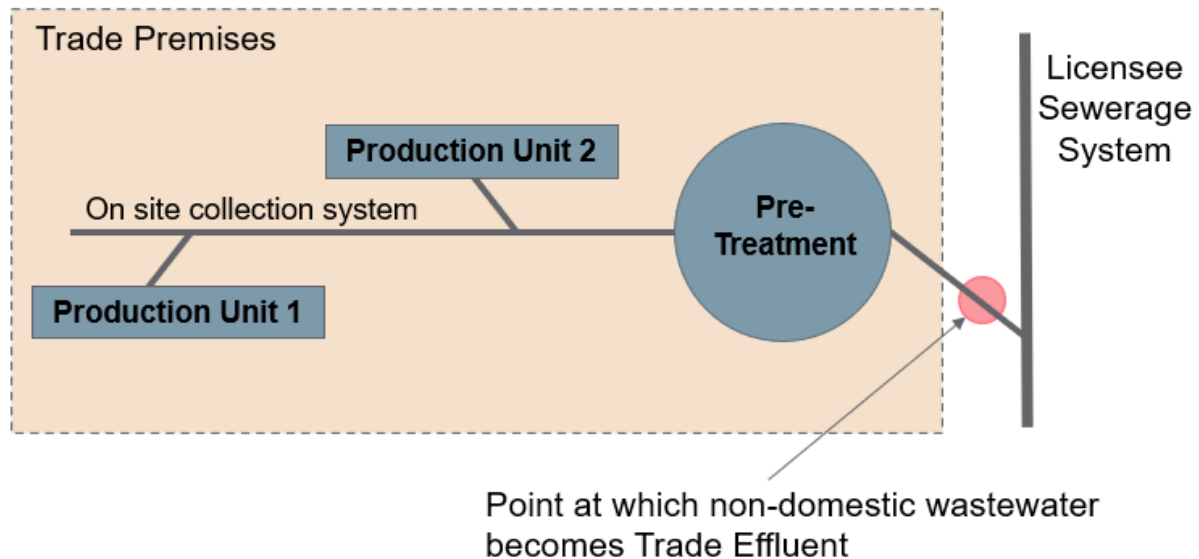 Trade Premises
Licensee
Sewerage
System
Production Unit 2
On site collection system
Pre-
Treatment
Production Unit 1
Point at which non-domestic wastewater
becomes Trade Effluent